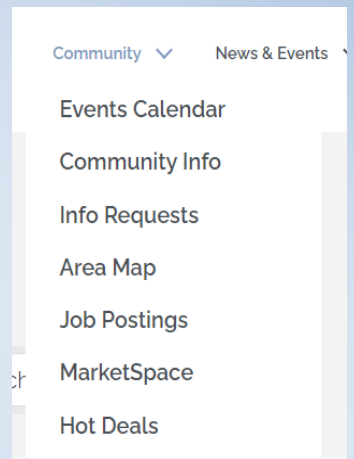 Community News & Events
Events Calendar
Community Info
Info Requests
Area Map
Job Postings
MarketSpace
Hot Deals